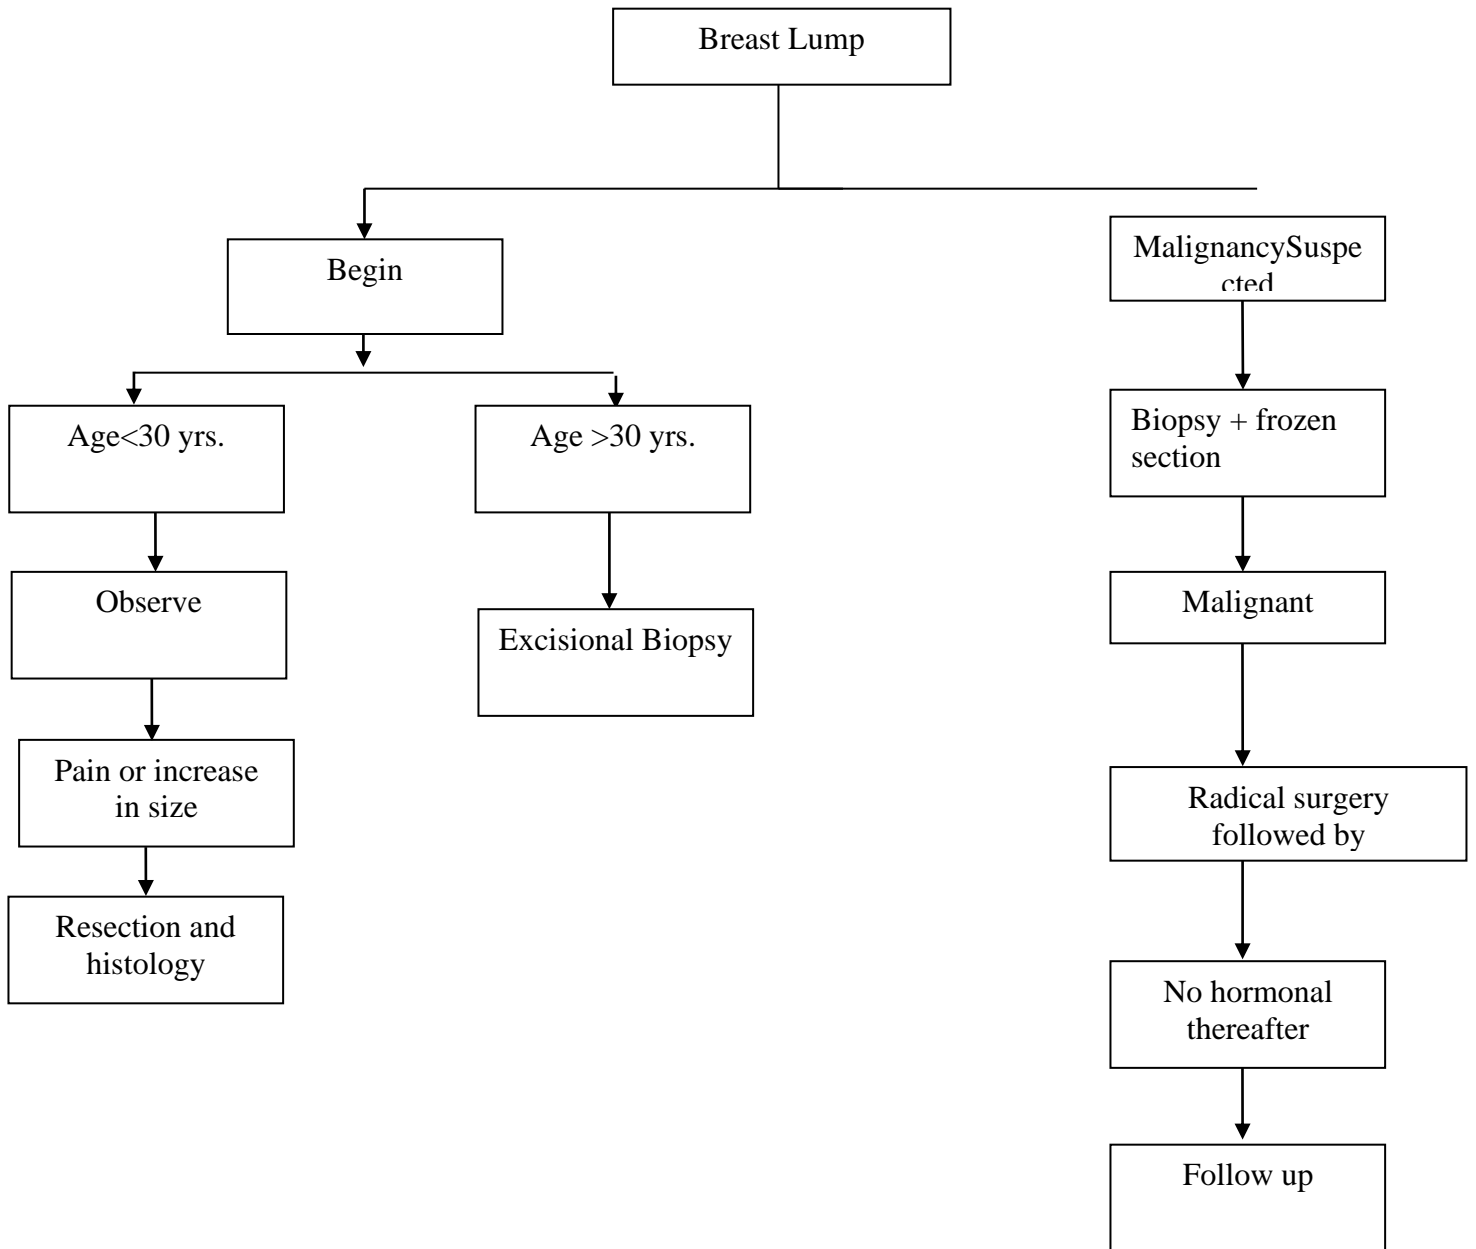 Breast Lump
Begin
MalignancySuspe
cted
Age<30 yrs.
Age >30 yrs.
Biopsy + frozen
section
Observe
Excisional Biopsy
Malignant
Pain or increase
in size
Radical surgery
followed by
Resection and
histology
No hormonal
thereafter
Follow up